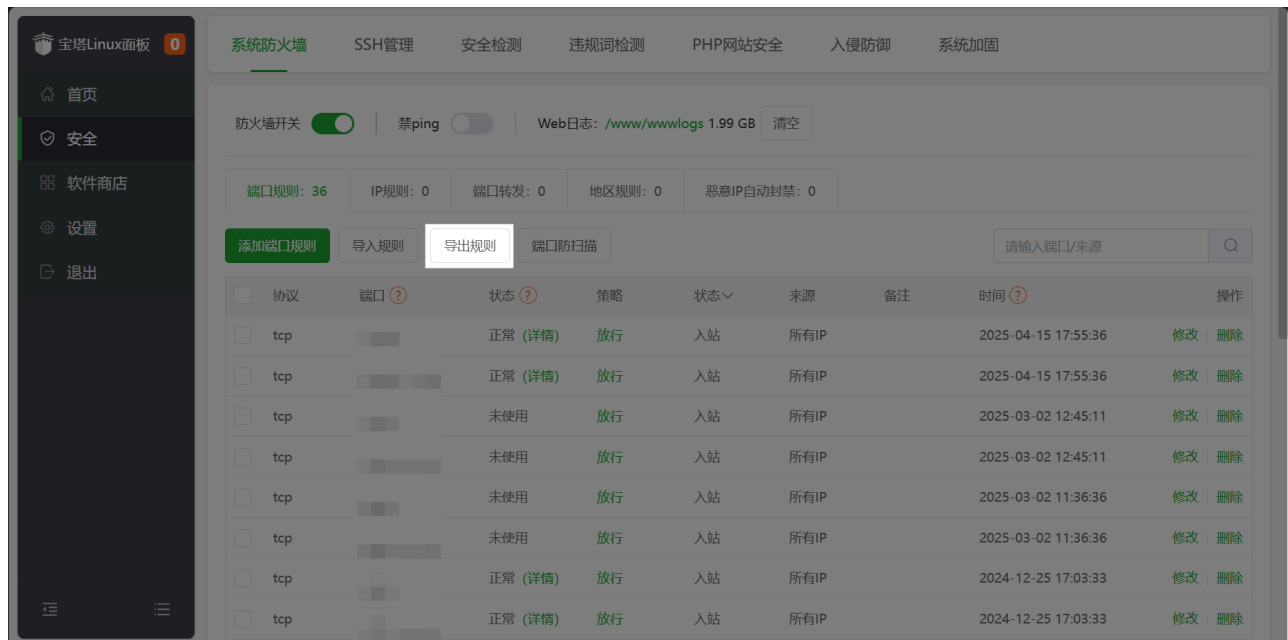 宝塔Linux面板 0
首页
安全
软件商店
设置
退出
系统防火墙 SSH管理 安全检测 违规词检测 PHP网站安全 入侵防御 系统加固
防火墙开关 禁ping Web日志： /www/wwwlogs 1.99 GB 清空
端口规则：36 IP规则：0 端口转发：0 地区规则：0 恶意IP自动封禁：0
添加端口规则 导入规则 导出规则 端口防扫描 请输入端口/来源
协议 端口 ? 状态 ? 策略 状态 来源 备注 时间 ? 操作
tcp 正常 (详情) 放行 入站 所有IP 2025-04-15 17:55:36 修改 删除
tcp 正常 (详情) 放行 入站 所有IP 2025-04-15 17:55:36 修改 删除
tcp 未使用 放行 入站 所有IP 2025-03-02 12:45:11 修改 删除
tcp 未使用 放行 入站 所有IP 2025-03-02 12:45:11 修改 删除
tcp 未使用 放行 入站 所有IP 2025-03-02 11:36:36 修改 删除
tcp 未使用 放行 入站 所有IP 2025-03-02 11:36:36 修改 删除
tcp 正常 (详情) 放行 入站 所有IP 2024-12-25 17:03:33 修改 删除
tcp 正常 (详情) 放行 入站 所有IP 2024-12-25 17:03:33 修改 删除